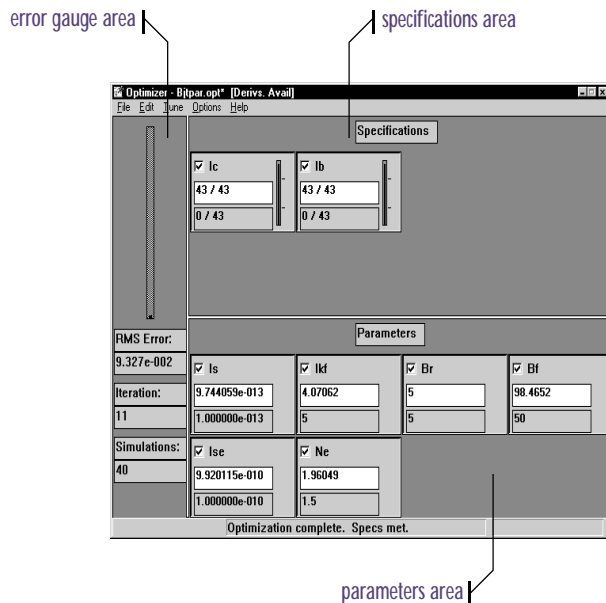 error gauge area
specifications area
Optimizer - Bjtpar.opt* [Derivs. Avail]
File Edit Tune Options Help
Specifications
Ic
43 / 43
0 / 43
Ib
43 / 43
0 / 43
RMS Error:
9.327e-002
Iteration:
11
Simulations:
40
Parameters
Is
9.744059e-013
1.000000e-013
Ikf
4.07062
5
Br
5
5
Bf
98.4652
50
Ise
9.920115e-010
1.000000e-010
Ne
1.96049
1.5
Optimization complete. Specs met.
parameters area